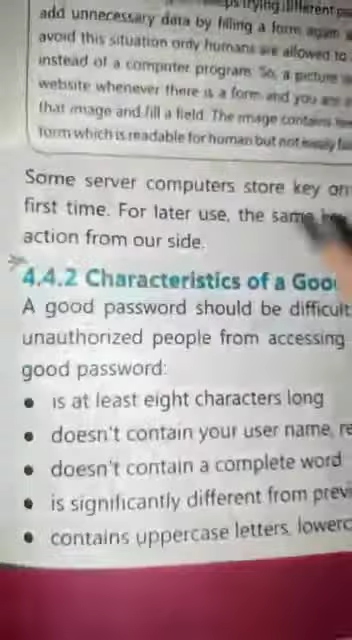 trying different
add unnecessary data by filling a form again
avoid this situation only humans are allowed to
instead of a computer program. So, a picture
website whenever there is a form and you are
that image and fill a field. The image contains
form which is readable for human but not easily
Some server computers store key on
first time. For later use, the same
action from our side.
4.4.2 Characteristics of a Goo
A good password should be difficult
unauthorized people from accessing
good password:
• is at least eight characters long
• doesn't contain your user name, re
• doesn't contain a complete word
• is significantly different from previ
• contains uppercase letters, lowerc